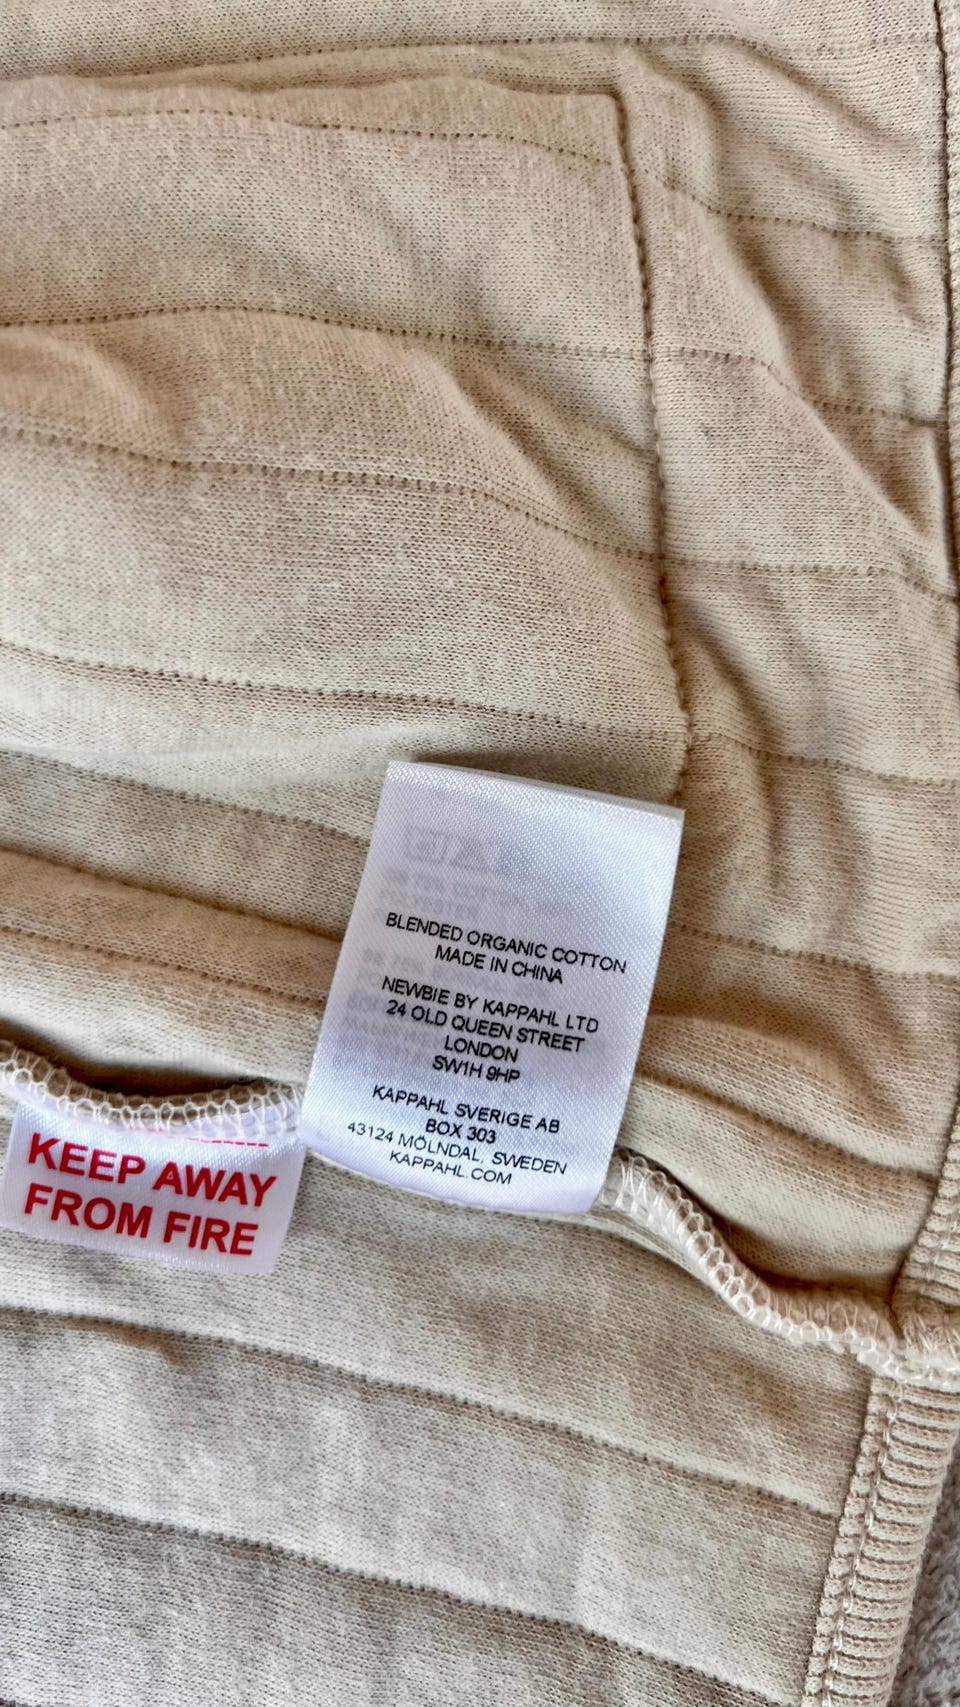 BLENDED ORGANIC COTTON
MADE IN CHINA
NEWBIE BY KAPPAHL LTD
24 OLD QUEEN STREET
LONDON
SW1H 9HP
KAPPAHL SVERIGE AB
BOX 303
43124 MÖLNDAL, SWEDEN
KAPPAHL.COM
KEEP AWAY
FROM FIRE